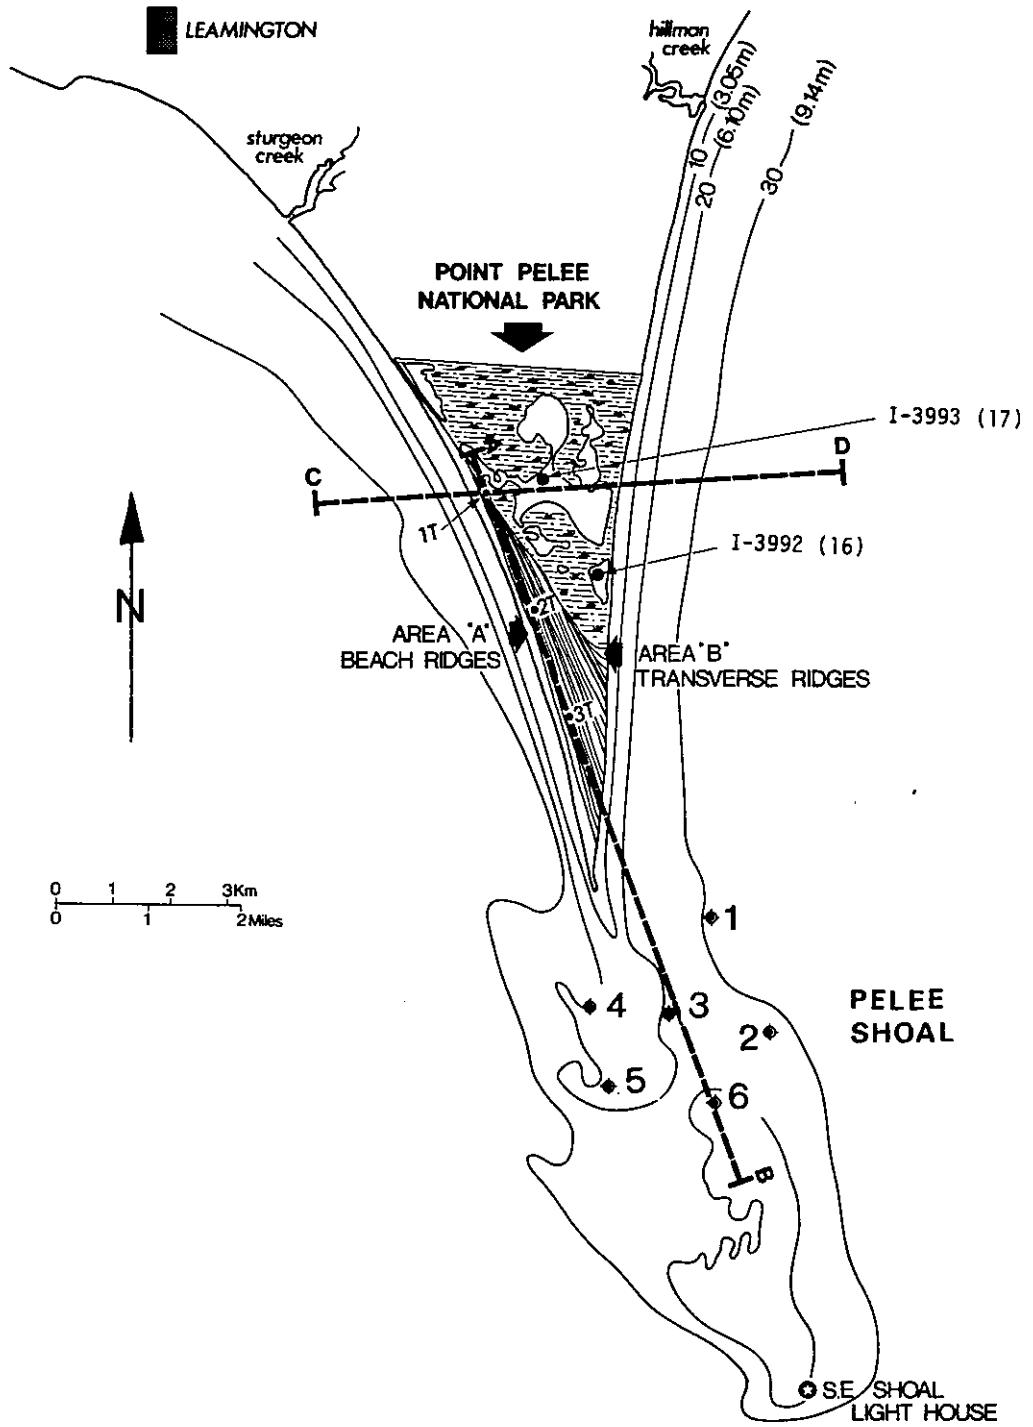 LEAMINGTON
hillman
creek
sturgeon
creek
10 (3.05m)
20 (6.10m)
30 (9.14m)
POINT PELEE
NATIONAL PARK
I-3993 (17)
C
D
A
1T
I-3992 (16)
N
2T
AREA "A"
BEACH RIDGES
AREA "B"
TRANSVERSE RIDGES
3T
0 1 2 3Km
0 1 2 Miles
1
PELEE
SHOAL
4
3
2
5
6
B
S.E. SHOAL
LIGHT HOUSE